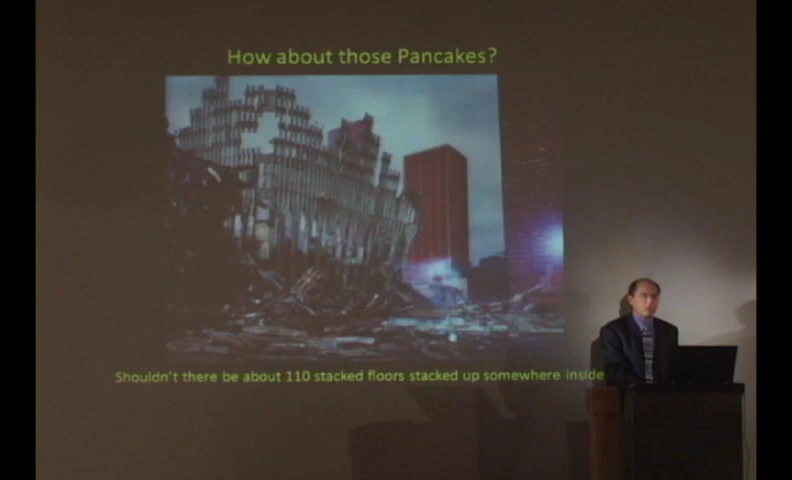 How about those Pancakes?
Shouldn't there be about 110 stacked floors stacked up somewhere inside